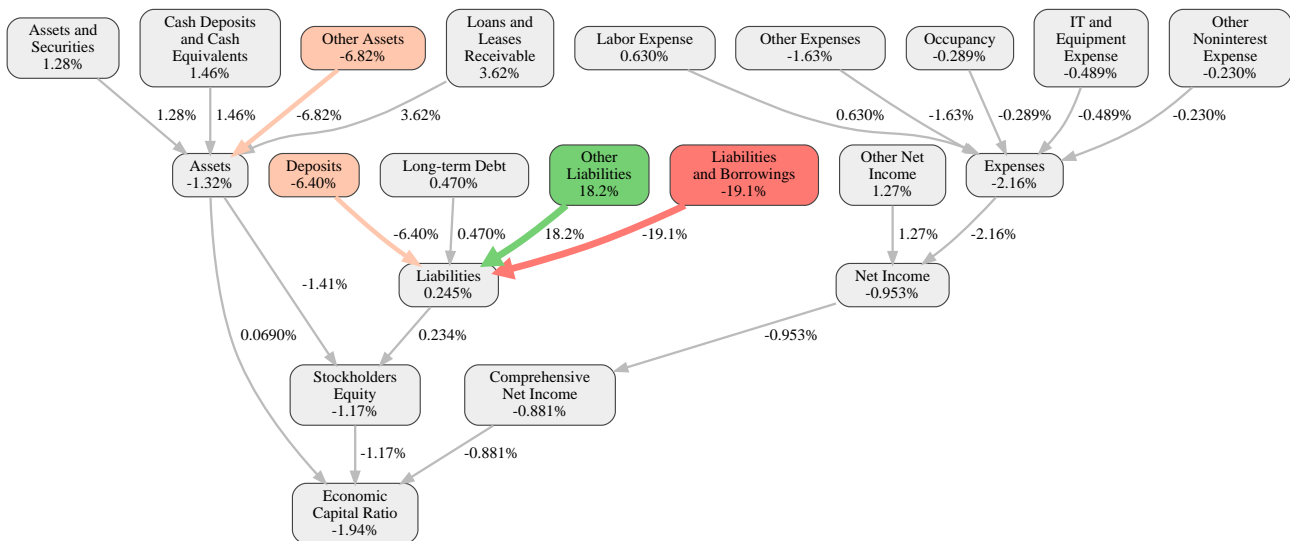 Assets and
Securities
1.28%
Cash Deposits
and Cash
Equivalents
1.46%
Other Assets
-6.82%
Loans and
Leases
Receivable
3.62%
Labor Expense
0.630%
Other Expenses
-1.63%
Occupancy
-0.289%
IT and
Equipment
Expense
-0.489%
Other
Noninterest
Expense
-0.230%
1.28%
1.46%
-6.82%
3.62%
0.630%
-1.63%
-0.289%
-0.489%
-0.230%
Assets
-1.32%
Deposits
-6.40%
Long-term Debt
0.470%
Other
Liabilities
18.2%
Liabilities
and Borrowings
-19.1%
Other Net
Income
1.27%
Expenses
-2.16%
-6.40%
0.470%
18.2%
-19.1%
1.27%
-2.16%
Liabilities
0.245%
Net Income
-0.953%
-1.41%
0.0690%
0.234%
-0.953%
Stockholders
Equity
-1.17%
Comprehensive
Net Income
-0.881%
-1.17%
-0.881%
Economic
Capital Ratio
-1.94%